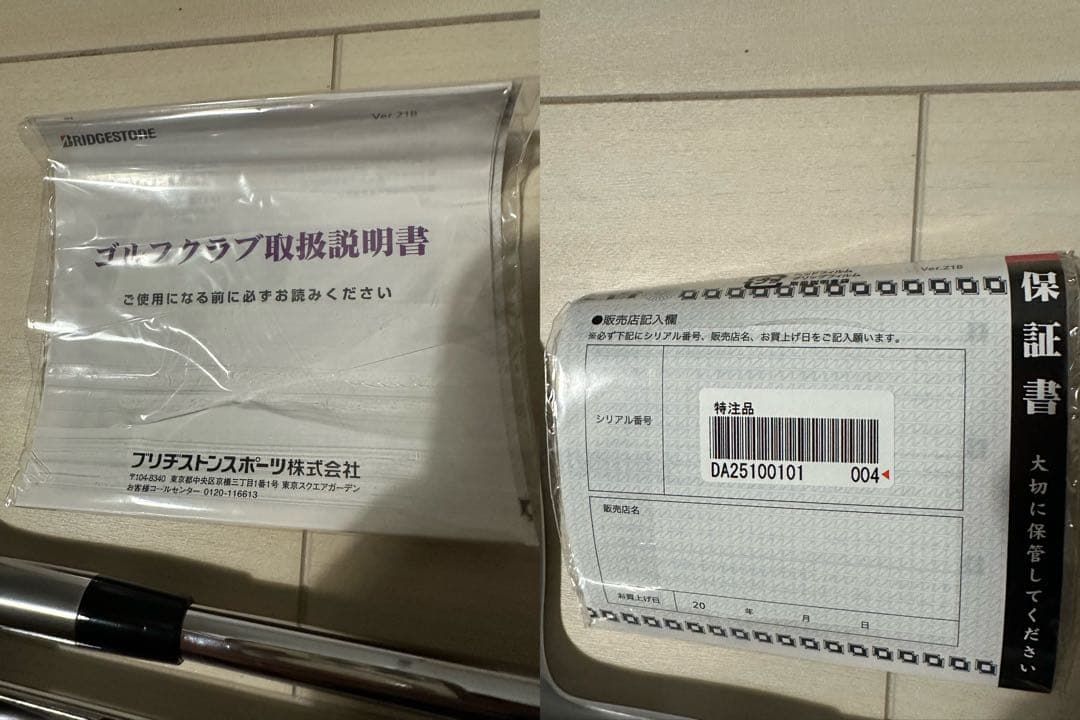 BRIDGESTONE
Ver.21B
ゴルフクラブ取扱説明書
ご使用になる前に必ずお読みください
ブリヂストンスポーツ株式会社
〒104-8340 東京都中央区京橋三丁目1番1号 東京スクエアガーデン
お客様コールセンター 0120-116613
Ver.21B
●販売店記入欄
※必ず下記にシリアル番号、販売店名、お買上げ日をご記入願います。
シリアル番号
特注品
DA25100101 004
販売店名
お買上げ日 20 年 月 日
保証書 大切に保管してください